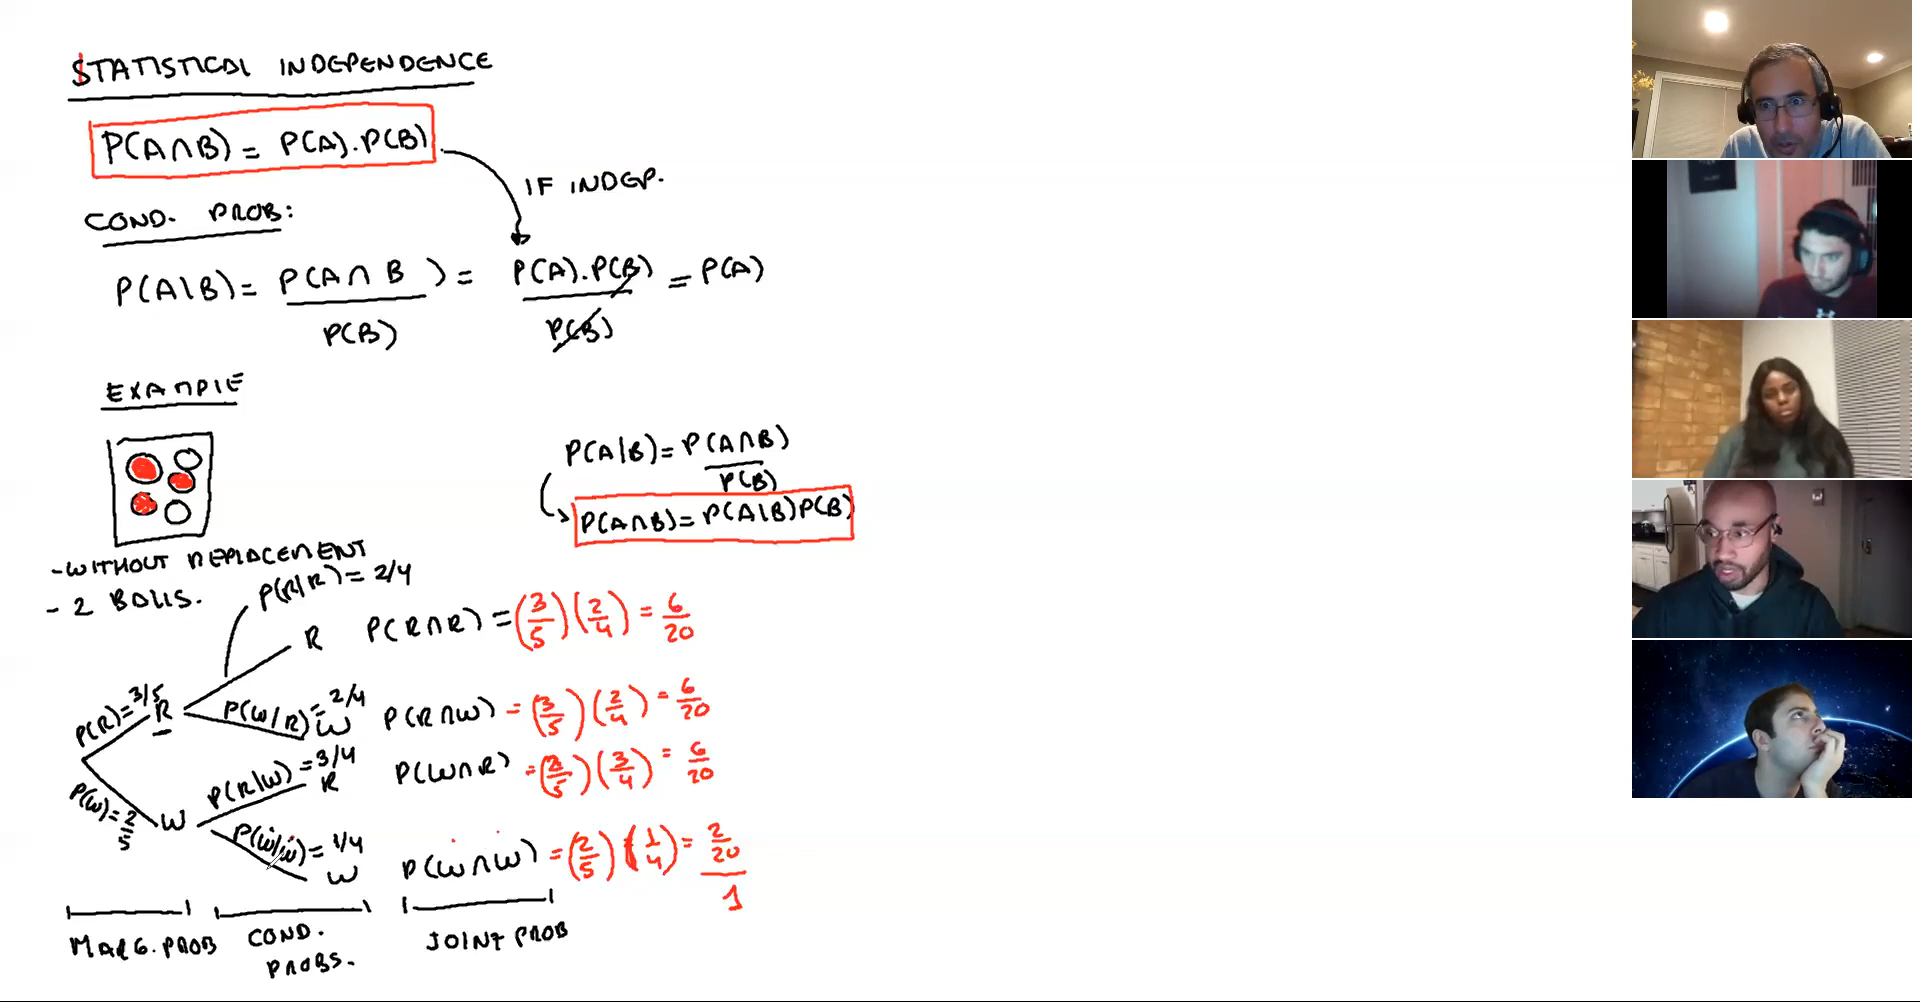 STATISTICAL INDEPENDENCE
P(A∩B) = P(A).P(B)
IF INDEP.
COND. PROB:
P(A|B) = P(A∩B) / P(B) = P(A).P(B) / P(B) = P(A)
EXAMPLE
P(A|B) = P(A∩B) / P(B)
P(A∩B) = P(A|B)P(B)
-WITHOUT REPLACEMENT
- 2 BALLS.
P(R/R) = 2/4
R P(R∩R) = (3/5)(2/4) = 6/20
P(R) = 3/5 R P(W/R) = 2/4 W P(R∩W) = (3/5)(2/4) = 6/20
P(R/W) = 3/4 R P(W∩R) = (2/5)(3/4) = 6/20
P(W) = 2/5 W P(W/W) = 1/4 W P(W∩W) = (2/5)(1/4) = 2/20
1
MARG. PROB
COND. PROBS.
JOINT PROB